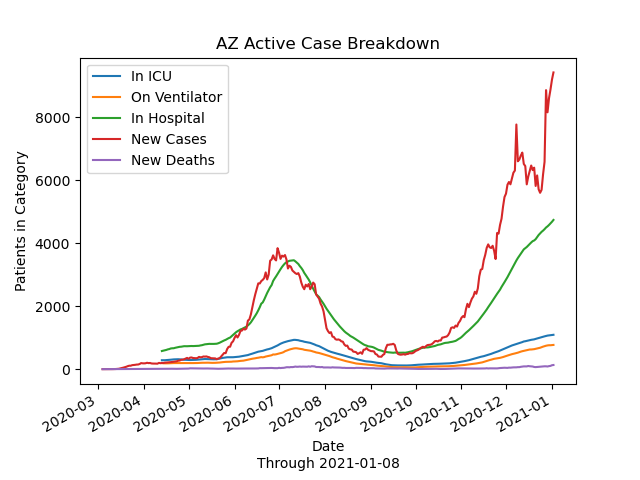 AZ Active Case Breakdown
In ICU
On Ventilator
In Hospital
New Cases
New Deaths
Patients in Category
8000
6000
4000
2000
0
2020-03
2020-04
2020-05
2020-06
2020-07
2020-08
2020-09
2020-10
2020-11
2020-12
2021-01
Date
Through 2021-01-08